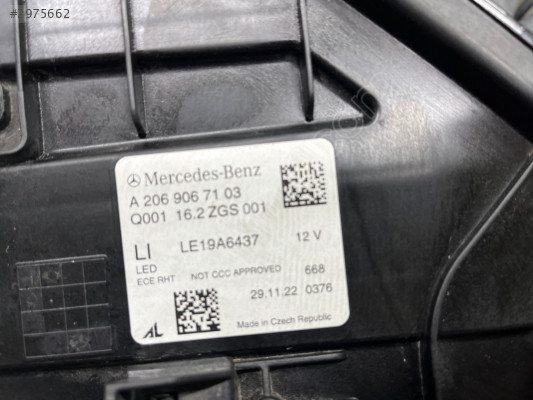 Mercedes-Benz
A 206 906 71 03
Q001 16.2 ZGS 001
LI LE19A6437 12 V
LED
ECE RHT NOT CCC APPROVED 668
29.11.22 0376
AL
Made in Czech Republic